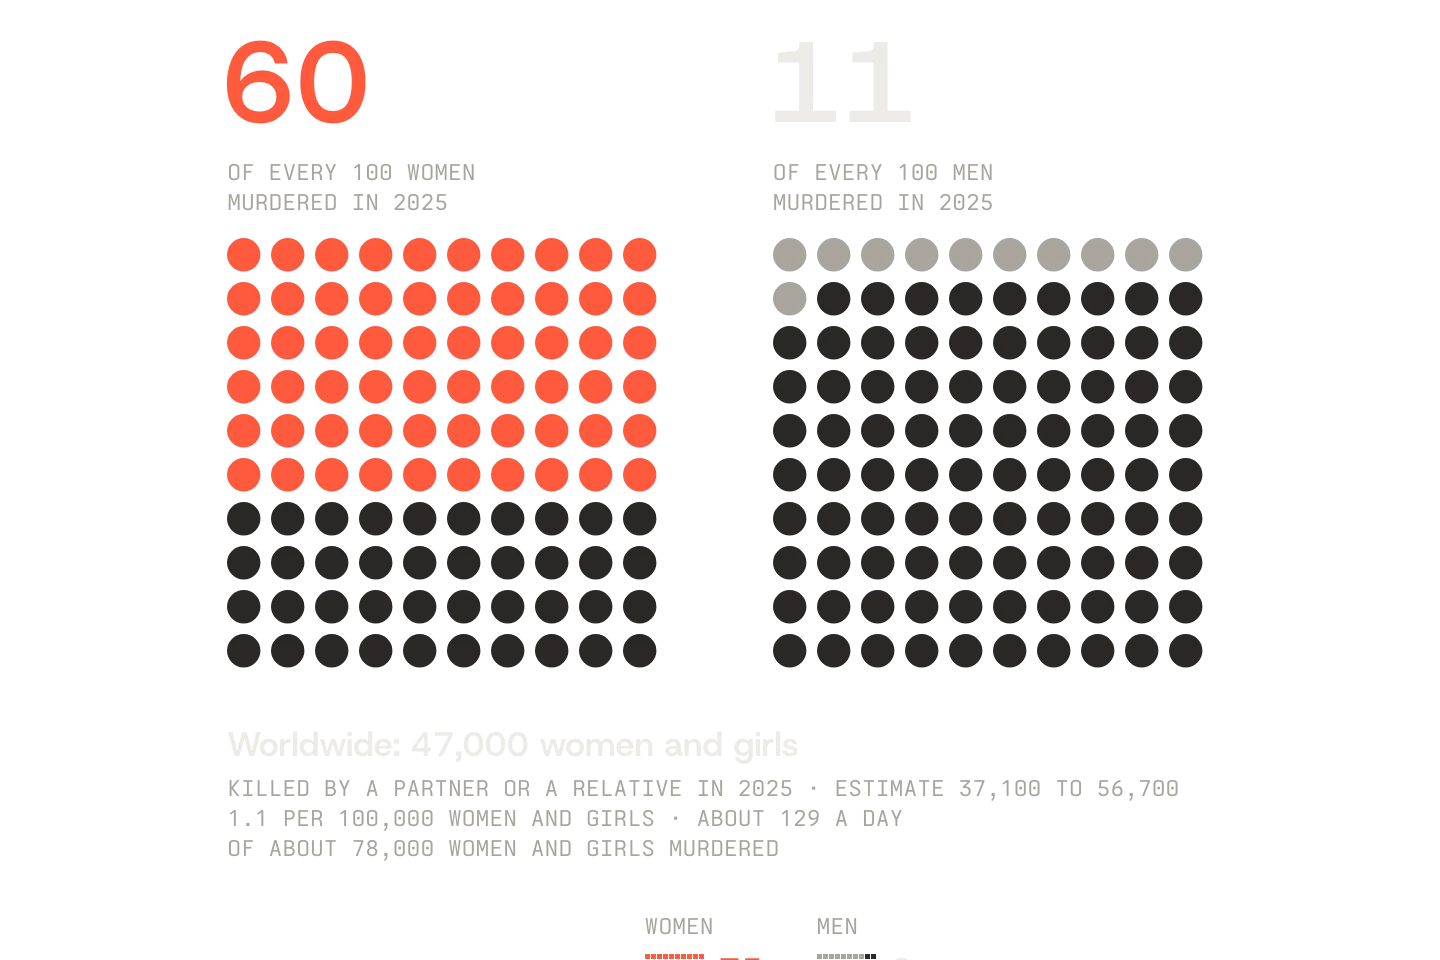 60
11
OF EVERY 100 WOMEN
MURDERED IN 2025
OF EVERY 100 MEN
MURDERED IN 2025
Worldwide: 47,000 women and girls
KILLED BY A PARTNER OR A RELATIVE IN 2025 · ESTIMATE 37,100 TO 56,700
1.1 PER 100,000 WOMEN AND GIRLS · ABOUT 129 A DAY
OF ABOUT 78,000 WOMEN AND GIRLS MURDERED
WOMEN
MEN